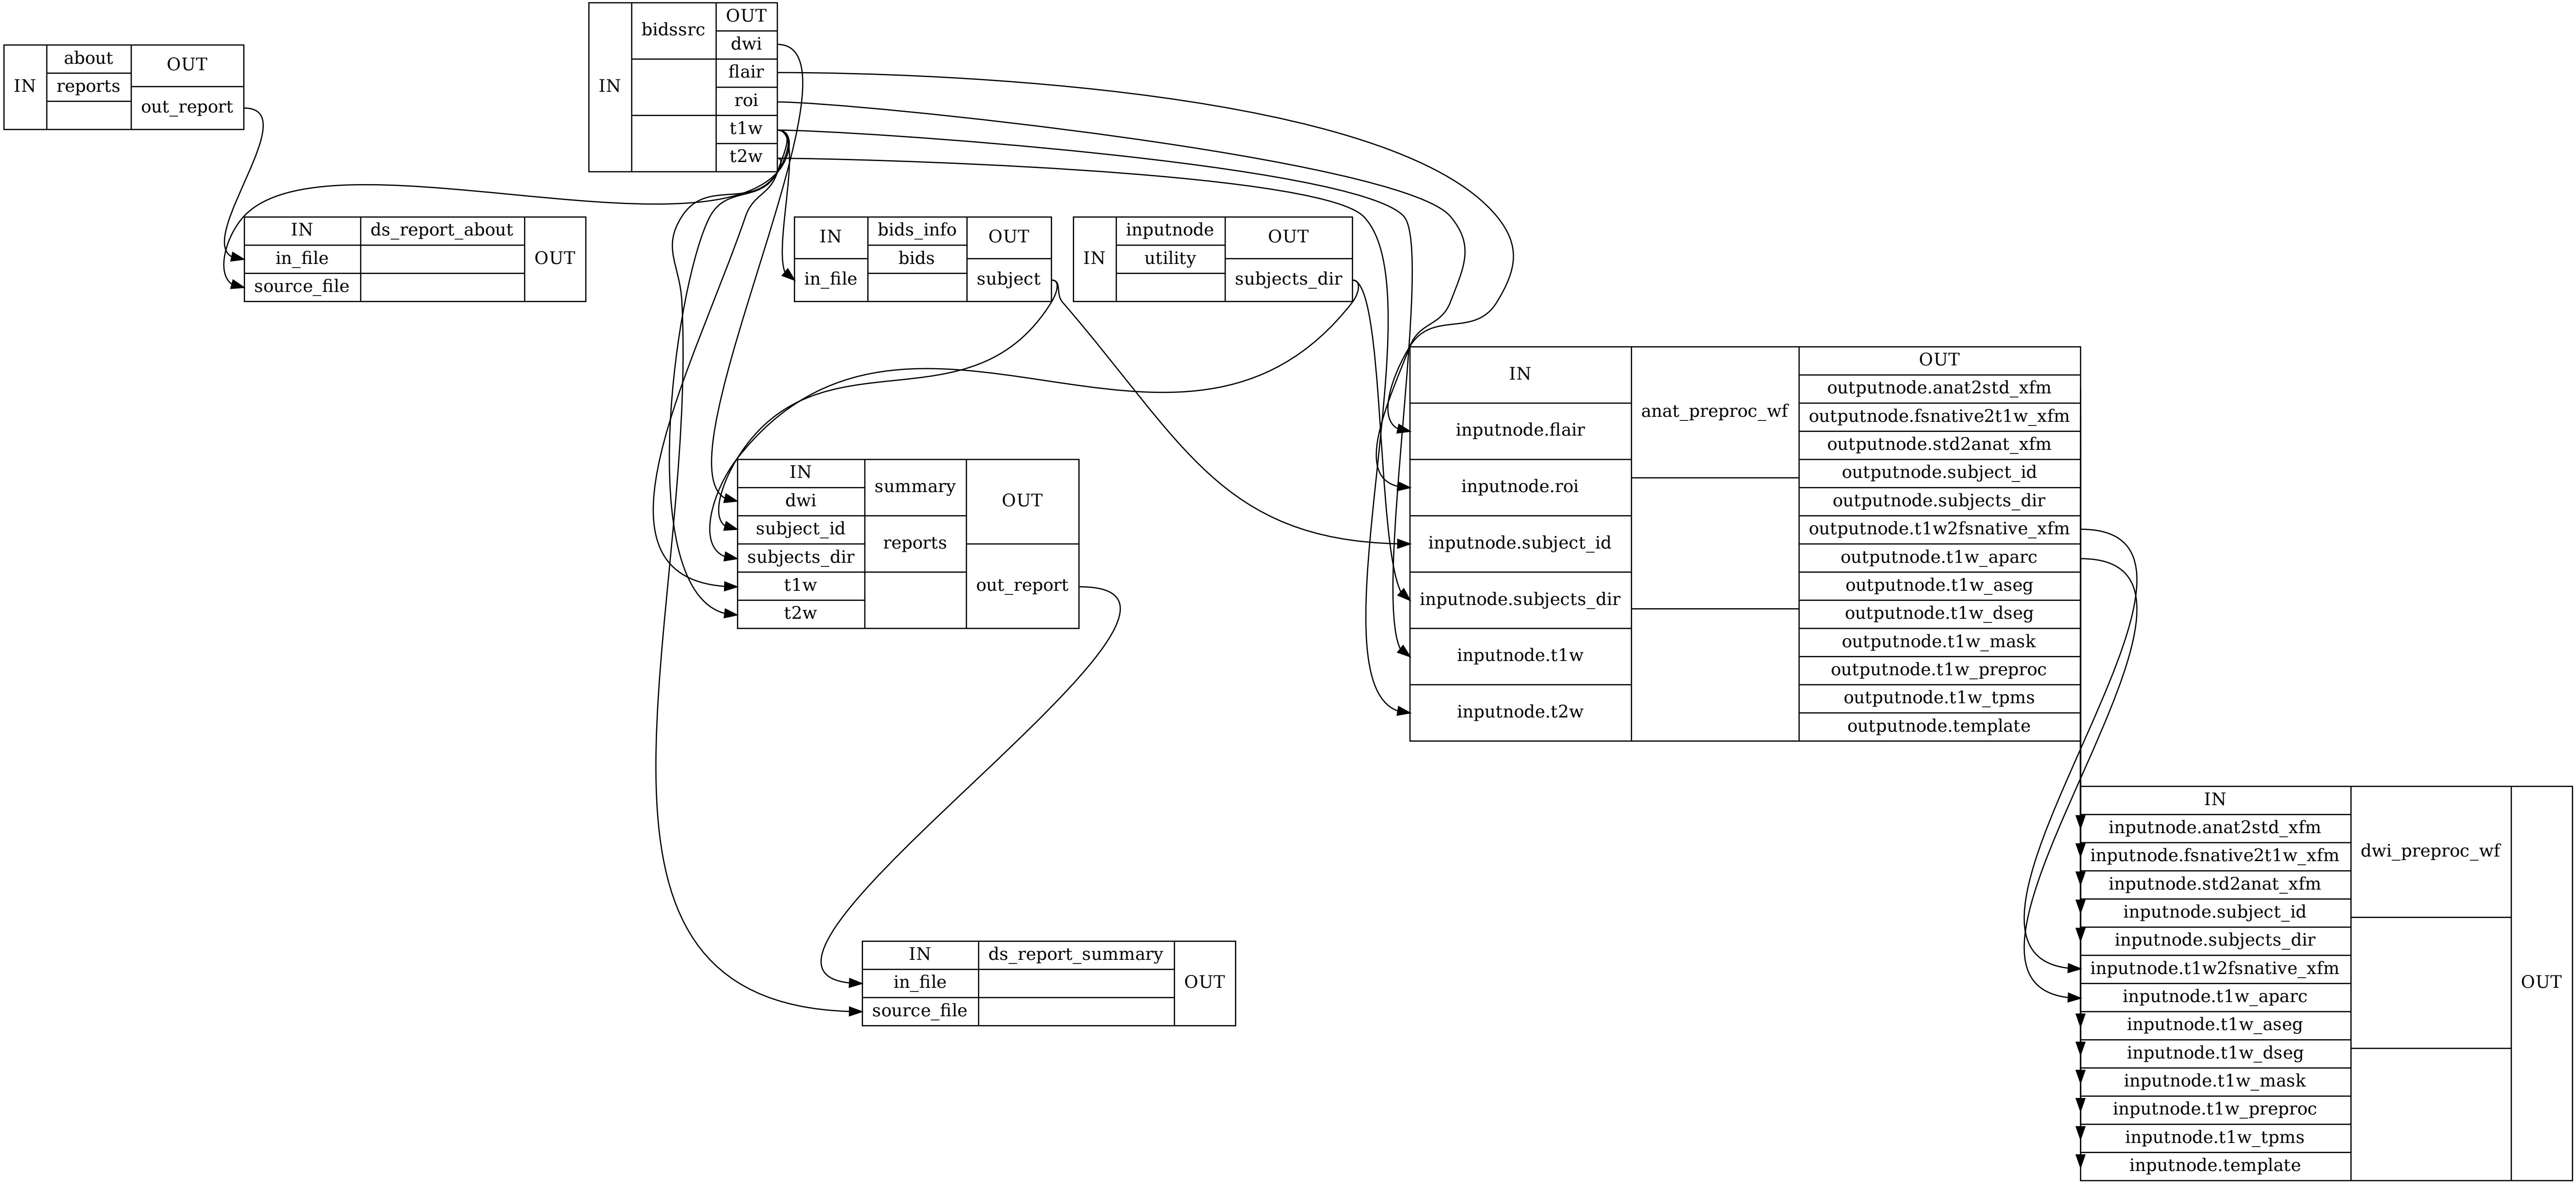 IN
about
reports
OUT
out_report
IN
bidssrc
OUT
dwi
flair
roi
t1w
t2w
IN
in_file
source_file
ds_report_about
OUT
IN
in_file
bids_info
bids
OUT
subject
IN
inputnode
utility
OUT
subjects_dir
IN
inputnode.flair
inputnode.roi
inputnode.subject_id
inputnode.subjects_dir
inputnode.t1w
inputnode.t2w
anat_preproc_wf
OUT
outputnode.anat2std_xfm
outputnode.fsnative2t1w_xfm
outputnode.std2anat_xfm
outputnode.subject_id
outputnode.subjects_dir
outputnode.t1w2fsnative_xfm
outputnode.t1w_aparc
outputnode.t1w_aseg
outputnode.t1w_dseg
outputnode.t1w_mask
outputnode.t1w_preproc
outputnode.t1w_tpms
outputnode.template
IN
dwi
subject_id
subjects_dir
t1w
t2w
summary
reports
OUT
out_report
IN
in_file
source_file
ds_report_summary
OUT
IN
inputnode.anat2std_xfm
inputnode.fsnative2t1w_xfm
inputnode.std2anat_xfm
inputnode.subject_id
inputnode.subjects_dir
inputnode.t1w2fsnative_xfm
inputnode.t1w_aparc
inputnode.t1w_aseg
inputnode.t1w_dseg
inputnode.t1w_mask
inputnode.t1w_preproc
inputnode.t1w_tpms
inputnode.template
dwi_preproc_wf
OUT